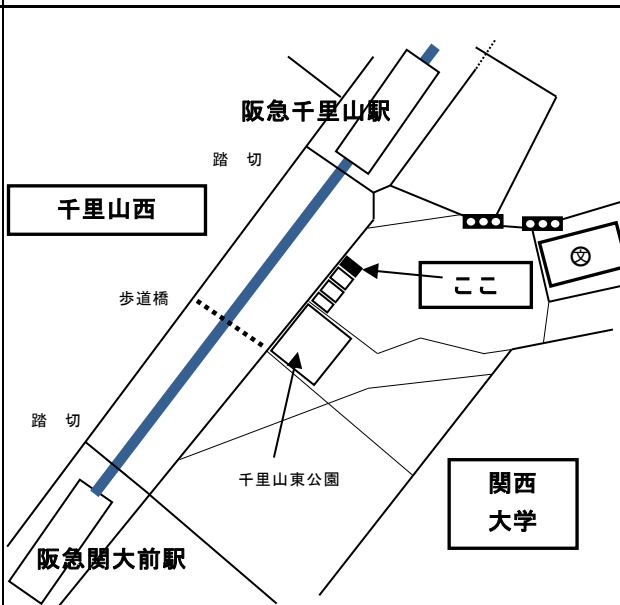 阪急千里山駅
踏 切
千里山西
文
ここ
歩道橋
踏 切
千里山東公園
関西
大学
阪急関大前駅